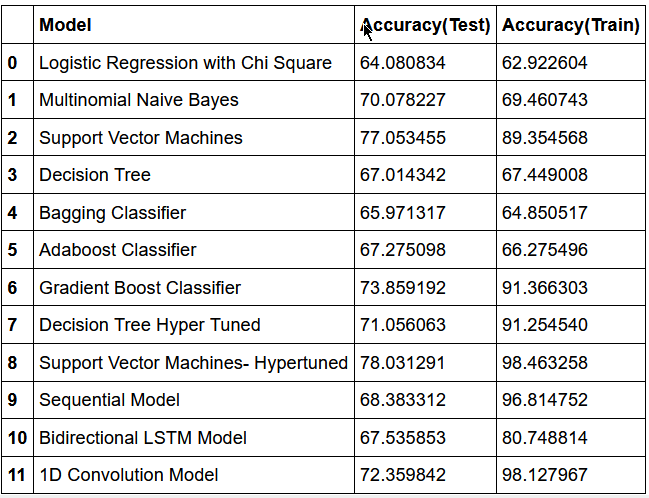 Model Accuracy(Test) Accuracy(Train)
0 Logistic Regression with Chi Square 64.080834 62.922604
1 Multinomial Naive Bayes 70.078227 69.460743
2 Support Vector Machines 77.053455 89.354568
3 Decision Tree 67.014342 67.449008
4 Bagging Classifier 65.971317 64.850517
5 Adaboost Classifier 67.275098 66.275496
6 Gradient Boost Classifier 73.859192 91.366303
7 Decision Tree Hyper Tuned 71.056063 91.254540
8 Support Vector Machines- Hypertuned 78.031291 98.463258
9 Sequential Model 68.383312 96.814752
10 Bidirectional LSTM Model 67.535853 80.748814
11 1D Convolution Model 72.359842 98.127967